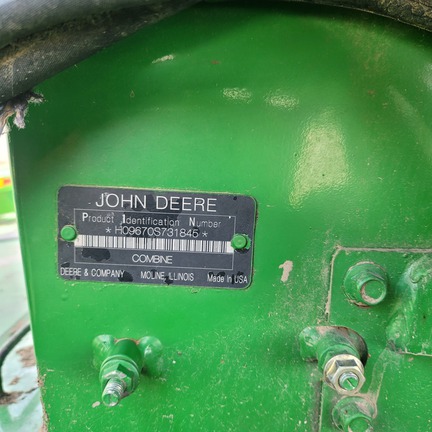 JOHN DEERE
Product Identification Number
* H09670S731845 *
COMBINE
DEERE & COMPANY MOLINE, ILLINOIS Made in USA